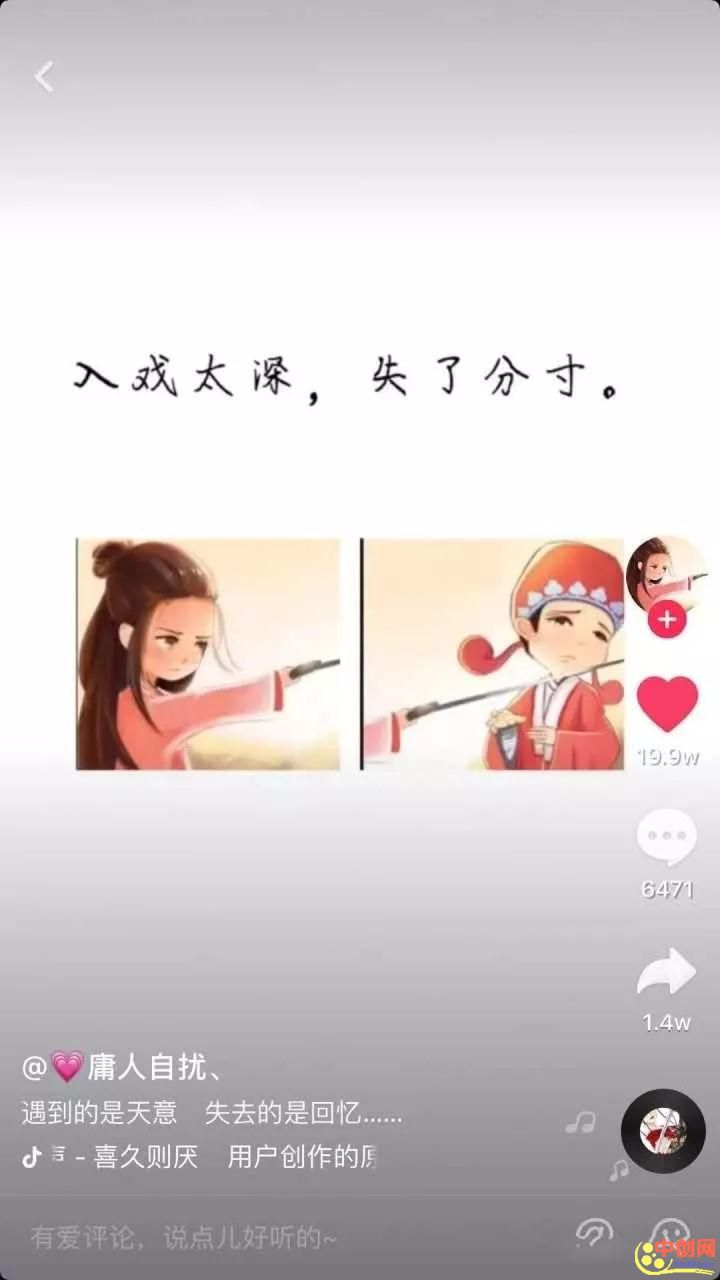 入戏太深，失了分寸。
19.9w
6471
1.4w
@💗庸人自扰、
遇到的是天意 失去的是回忆......
- 喜久则厌 用户创作的
有爱评论，说点儿好听的~
中创网